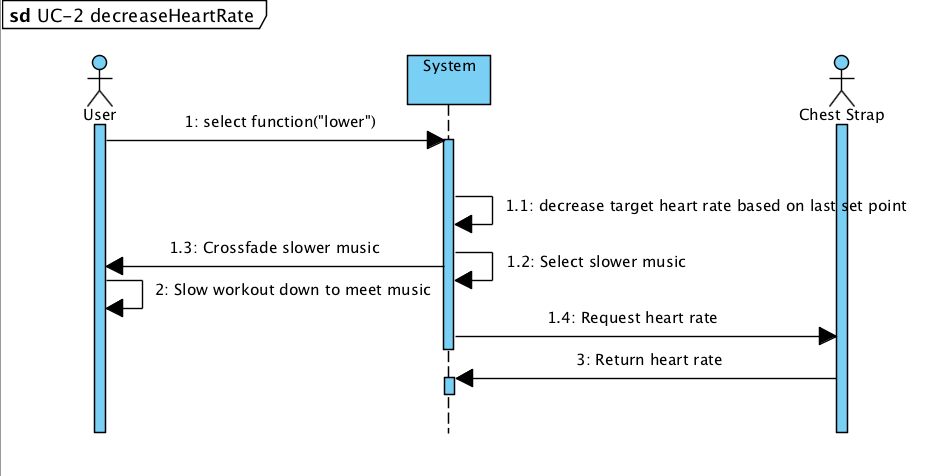 sd UC-2 decreaseHeartRate
System
User
Chest Strap
1: select function("lower")
1.1: decrease target heart rate based on last set point
1.3: Crossfade slower music
1.2: Select slower music
2: Slow workout down to meet music
1.4: Request heart rate
3: Return heart rate